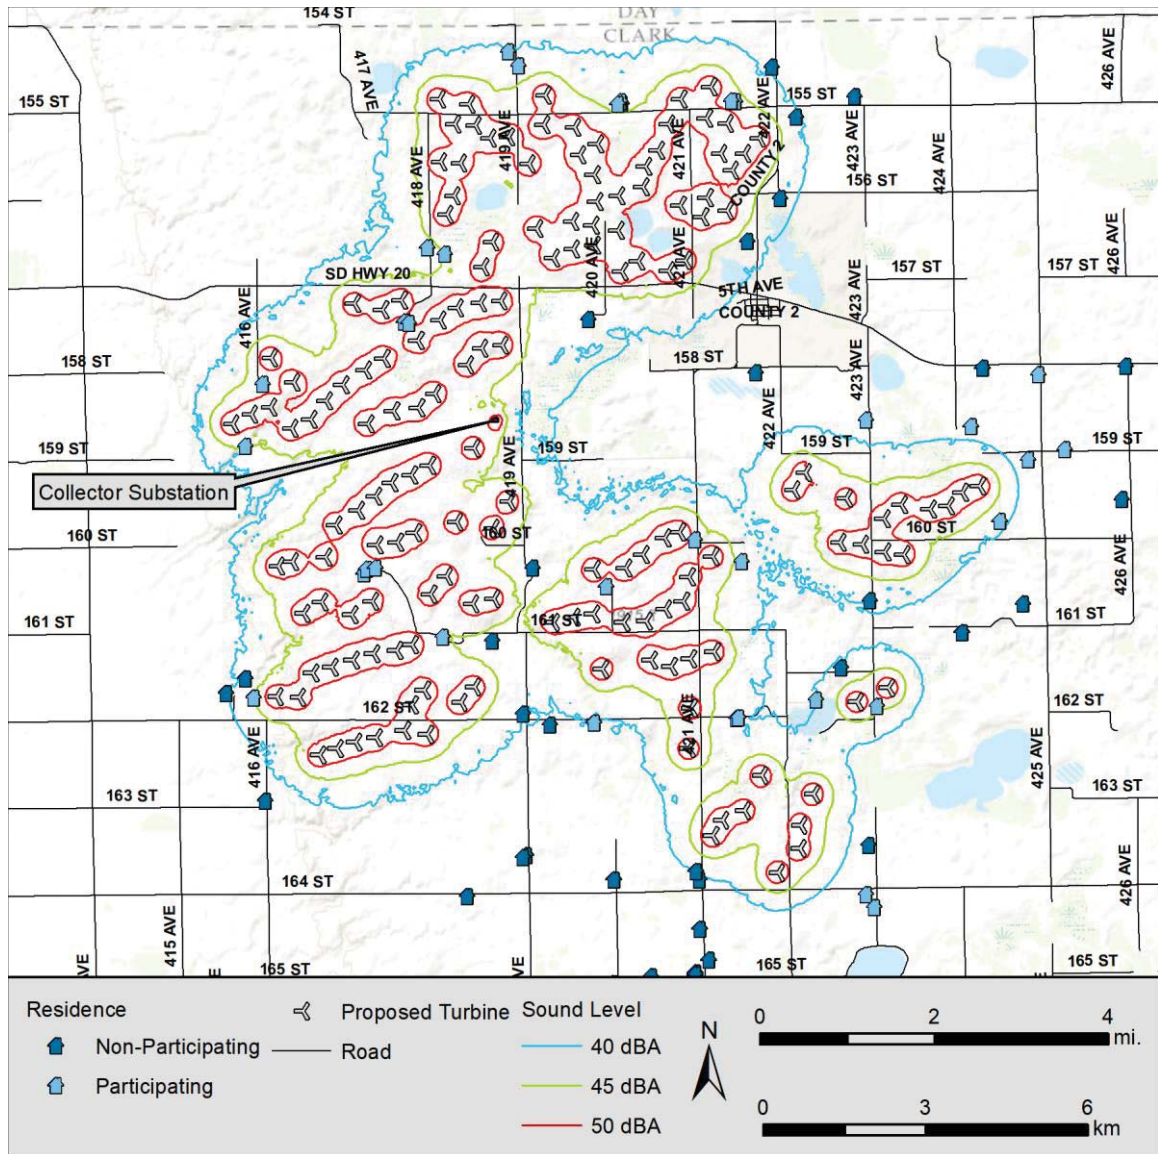 DAY
CLARK
154 ST
417 AVE
426 AVE
155 ST
155 ST
419 AVE
422 AVE
421 AVE
423 AVE
424 AVE
418 AVE
COUNTY 2
156 ST
420 AVE
421 AVE
426 AVE
SD HWY 20
157 ST
157 ST
5TH AVE
COUNTY 2
423 AVE
416 AVE
158 ST
158 ST
423 AVE
422 AVE
159 ST
159 ST
159 ST
159 ST
419 AVE
Collector Substation
160 ST
160 ST
160 ST
426 AVE
161 ST
161 ST
161 ST
162 ST
162 ST
421 AVE
416 AVE
425 AVE
163 ST
163 ST
164 ST
426 AVE
415 AVE
165 ST
165 ST
165 ST
AVE
AVE
Residence
Non-Participating
Participating
Proposed Turbine
Road
Sound Level
40 dBA
45 dBA
50 dBA
N
0 2 4
mi.
0 3 6
km